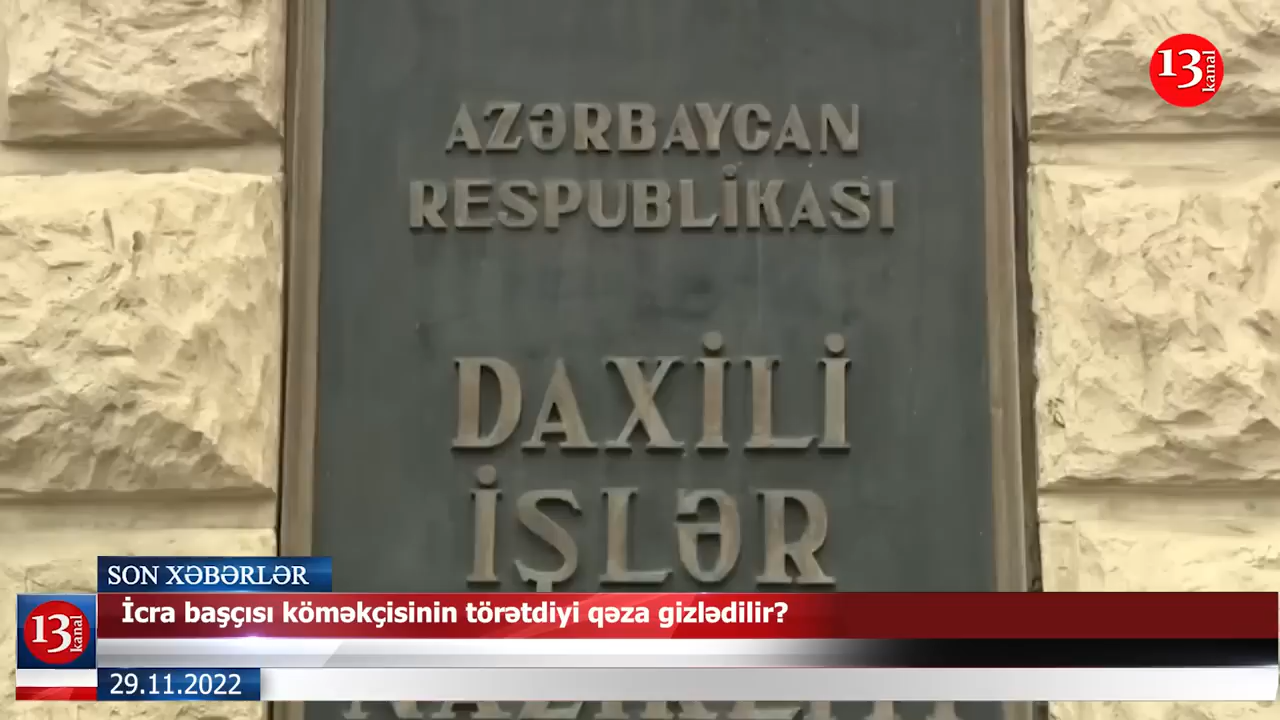 13 kanal
AZƏRBAYCAN
RESPUBLİKASI
DAXİLİ
İŞLƏR
SON XƏBƏRLƏR
İcra başçısı köməkçisinin törətdiyi qəza gizlədilir?
13 kanal
29.11.2022